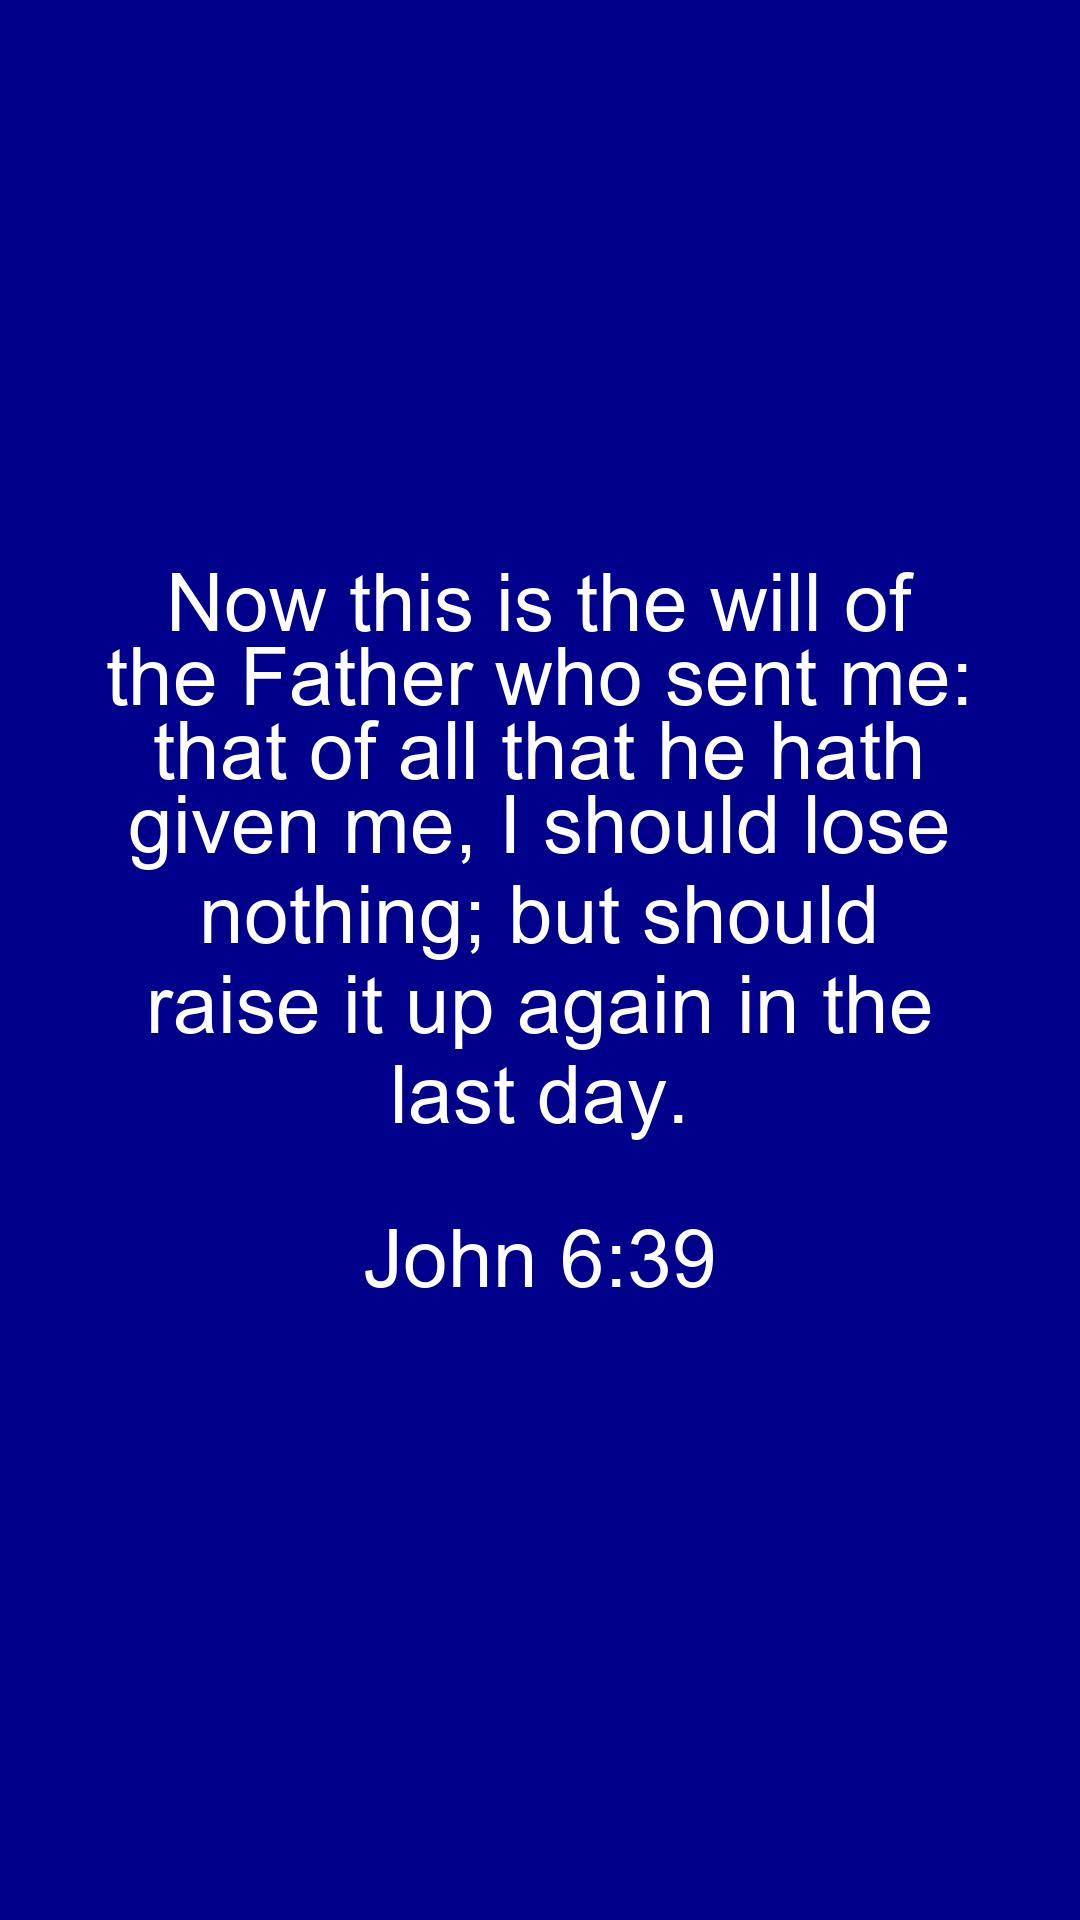 Now this is the will of
the Father who sent me:
that of all that he hath
given me, I should lose
nothing; but should
raise it up again in the
last day.
John 6:39